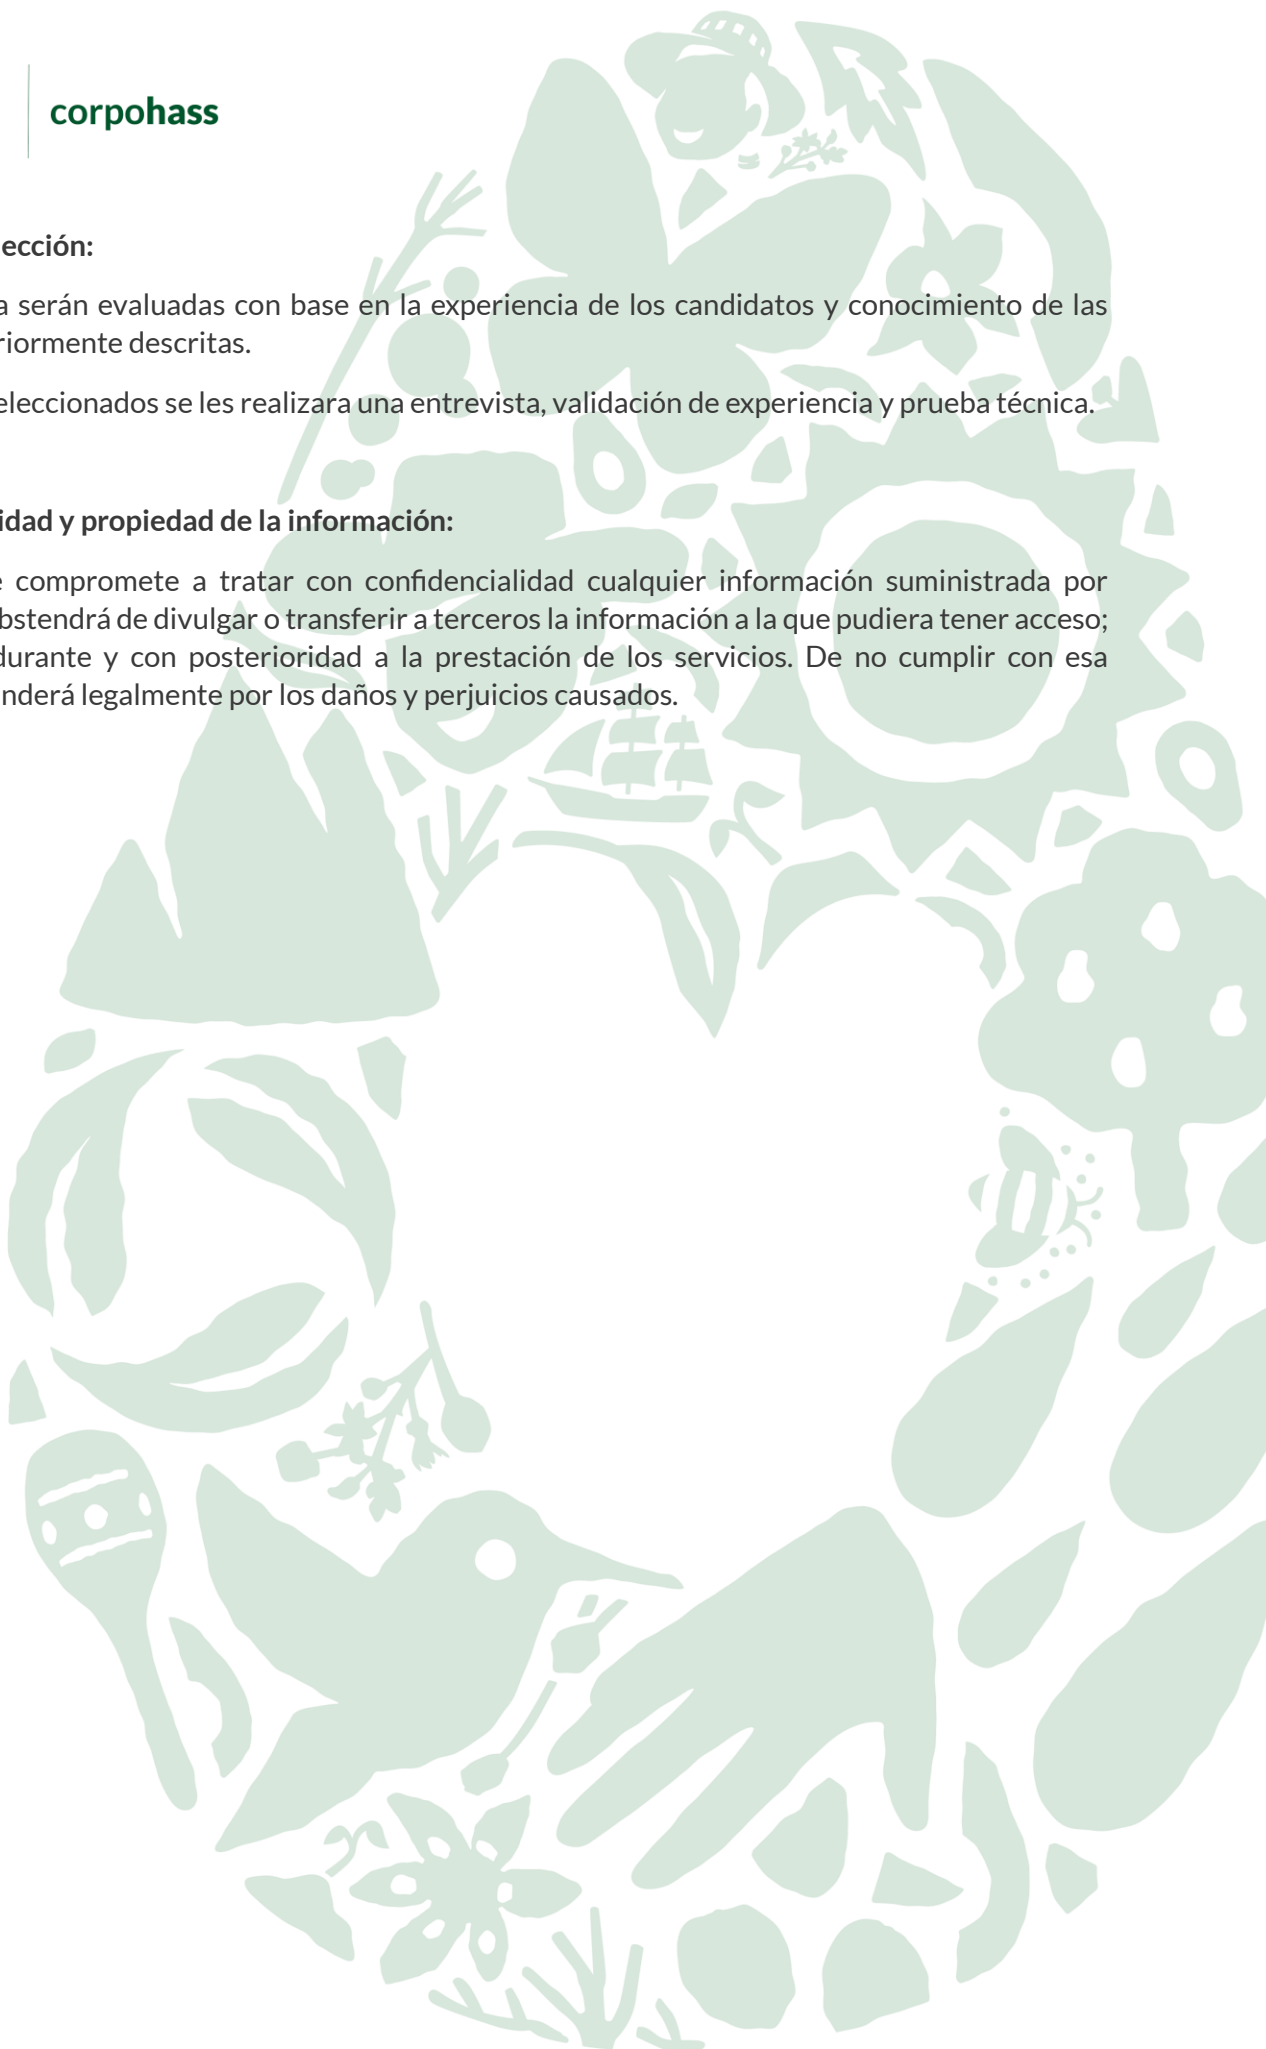 corpohass
ección:
a serán evaluadas con base en la experiencia de los candidatos y conocimiento de las
riormente descritas.
eleccionados se les realizara una entrevista, validación de experiencia y prueba técnica.
idad y propiedad de la información:
e compromete a tratar con confidencialidad cualquier información suministrada por
bstendrá de divulgar o transferir a terceros la información a la que pudiera tener acceso;
durante y con posterioridad a la prestación de los servicios. De no cumplir con esa
nderá legalmente por los daños y perjuicios causados.